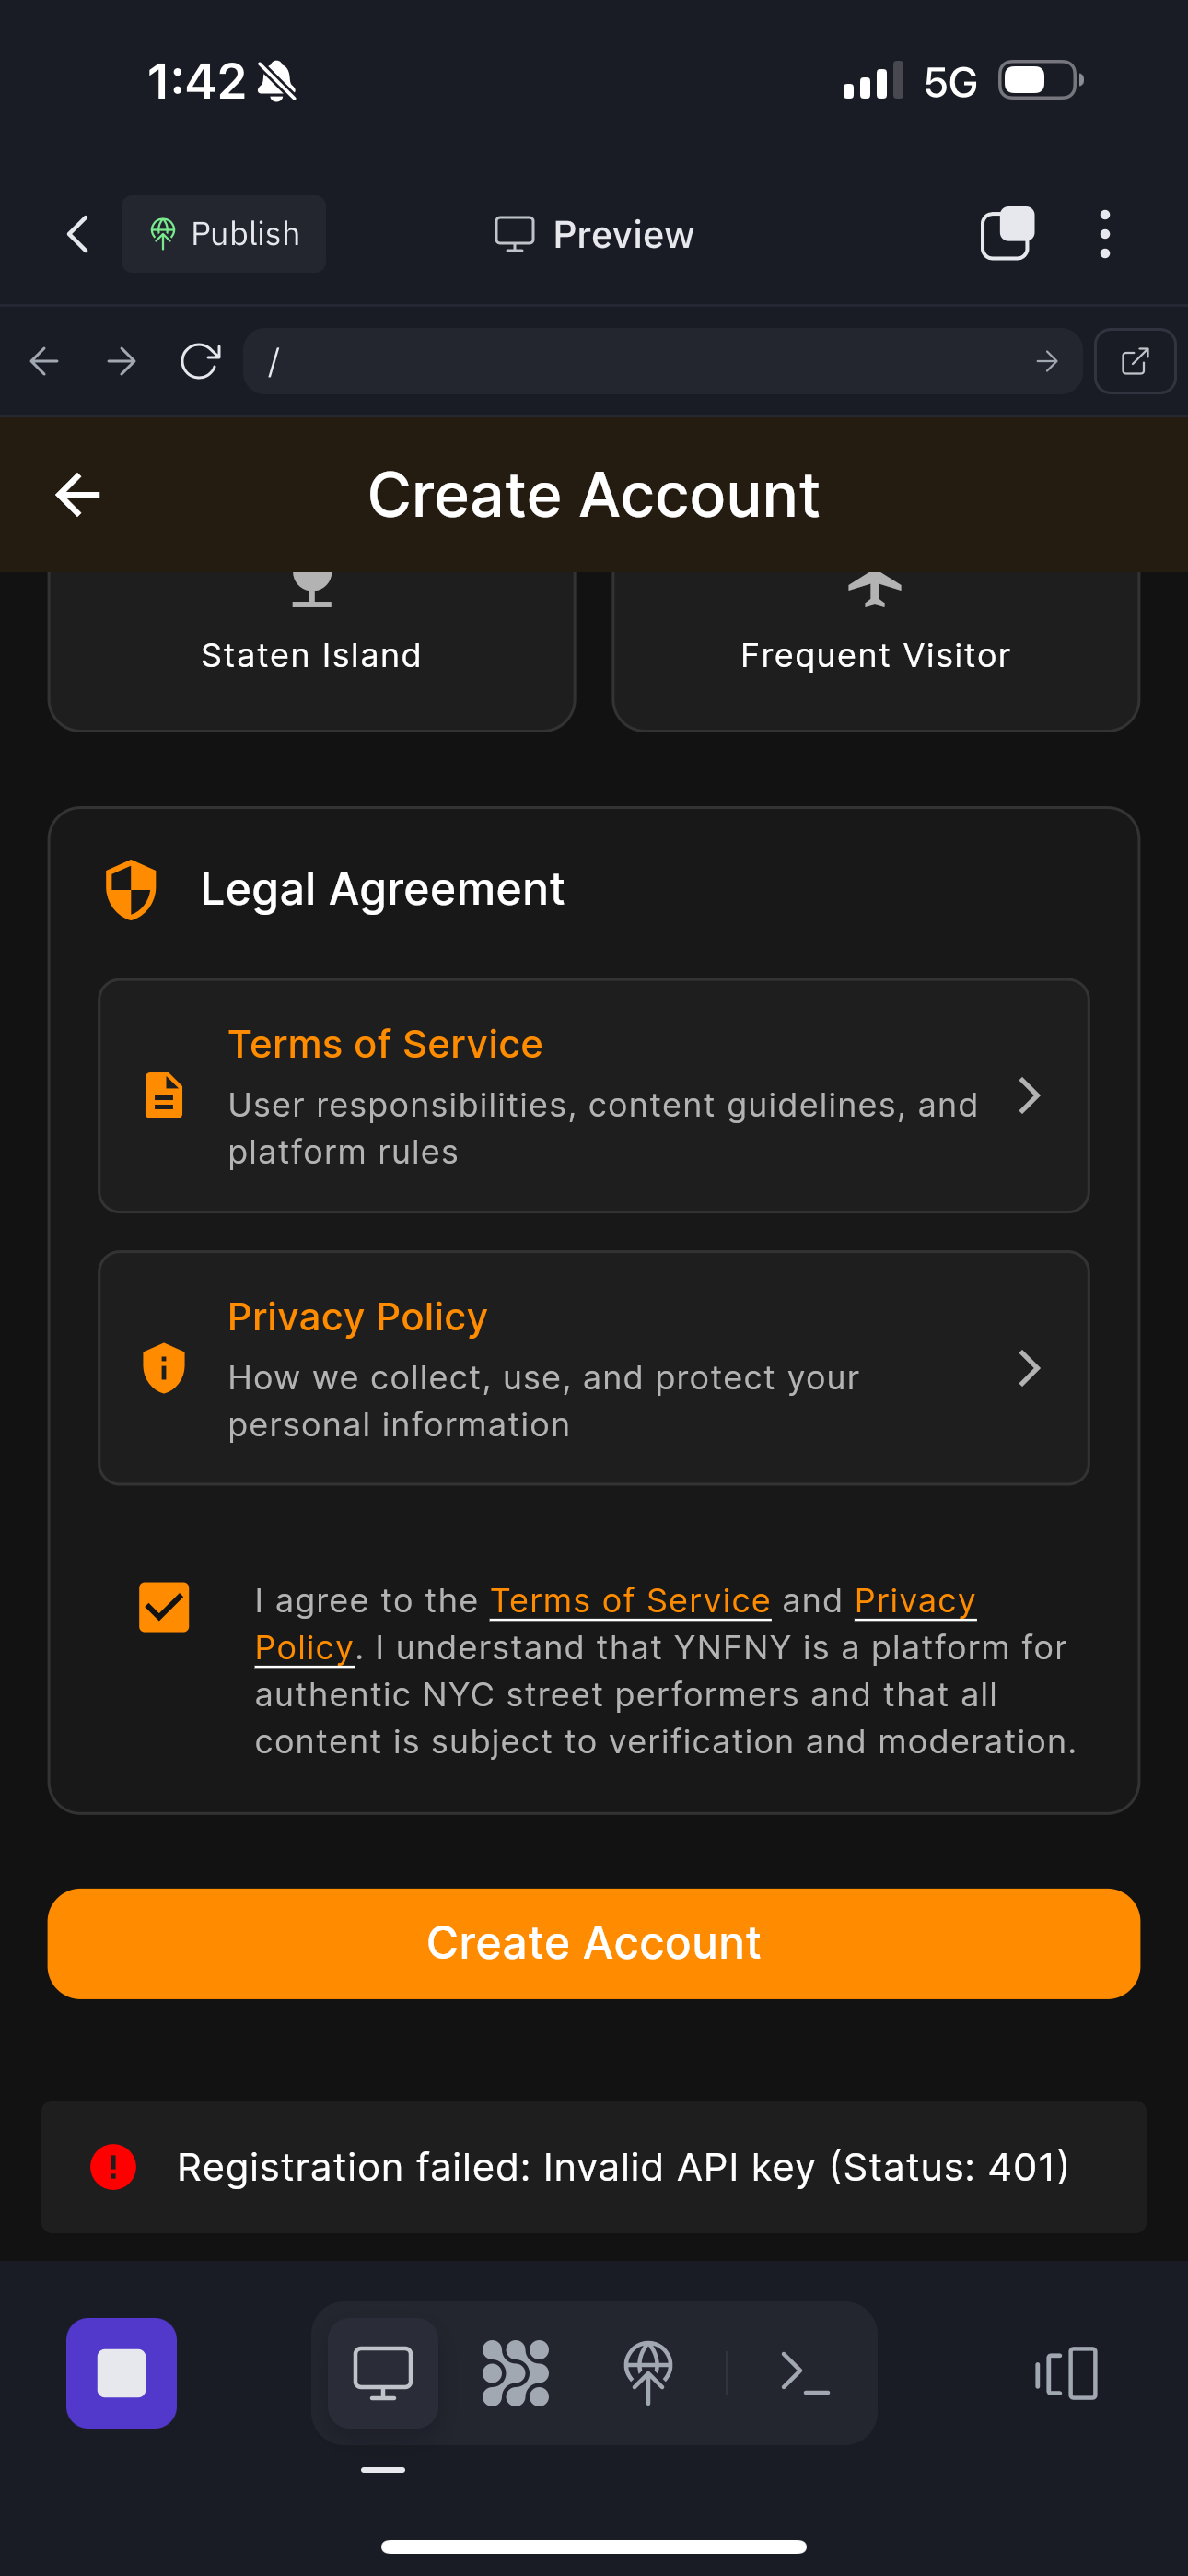 1:42
5G
Publish
Preview
/
Create Account
Staten Island
Frequent Visitor
Legal Agreement
Terms of Service
User responsibilities, content guidelines, and
platform rules
Privacy Policy
How we collect, use, and protect your
personal information
I agree to the Terms of Service and Privacy
Policy. I understand that YNFNY is a platform for
authentic NYC street performers and that all
content is subject to verification and moderation.
Create Account
Registration failed: Invalid API key (Status: 401)